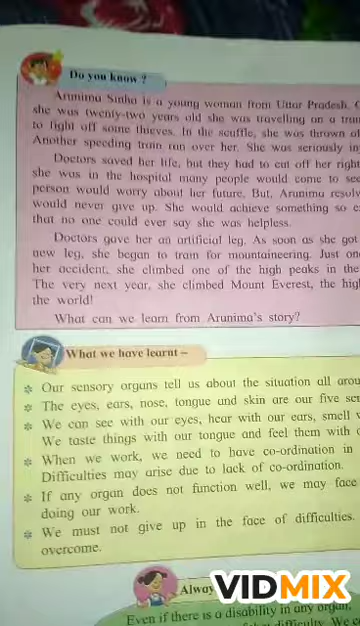 Do you know ?
Arunima Sinha is a young woman from Uttar Pradesh.
she was twenty-two years old she was travelling on a
to fight off some thieves. In the scuffle, she was thrown
Another speeding train run over her. She was seriously
Doctors saved her life, but they had to cut off her right
she was in the hospital many people would come to
person would worry about her future. But, Arunima
would never give up. She would achieve something so
that no one could ever say she was helpless.
Doctors gave her an artificial leg. As soon as she got
new leg, she began to train for mountaineering. Just
her accident, she climbed one of the high peaks in the
The very next year, she climbed Mount Everest, the
the world!
What can we learn from Arunima's story?
What we have learnt –
Our sensory organs tell us about the situation all
The eyes, ears, nose, tongue and skin are our five
We can see with our eyes, hear with our ears, smell
We taste things with our tongue and feel them with
When we work, we need to have co-ordination in
Difficulties may arise due to lack of co-ordination.
If any organ does not function well, we may face
doing our work.
We must not give up in the face of difficulties.
overcome.
Alway
VIDMIX
Even if there is a disability in any organ,
difficulty. We